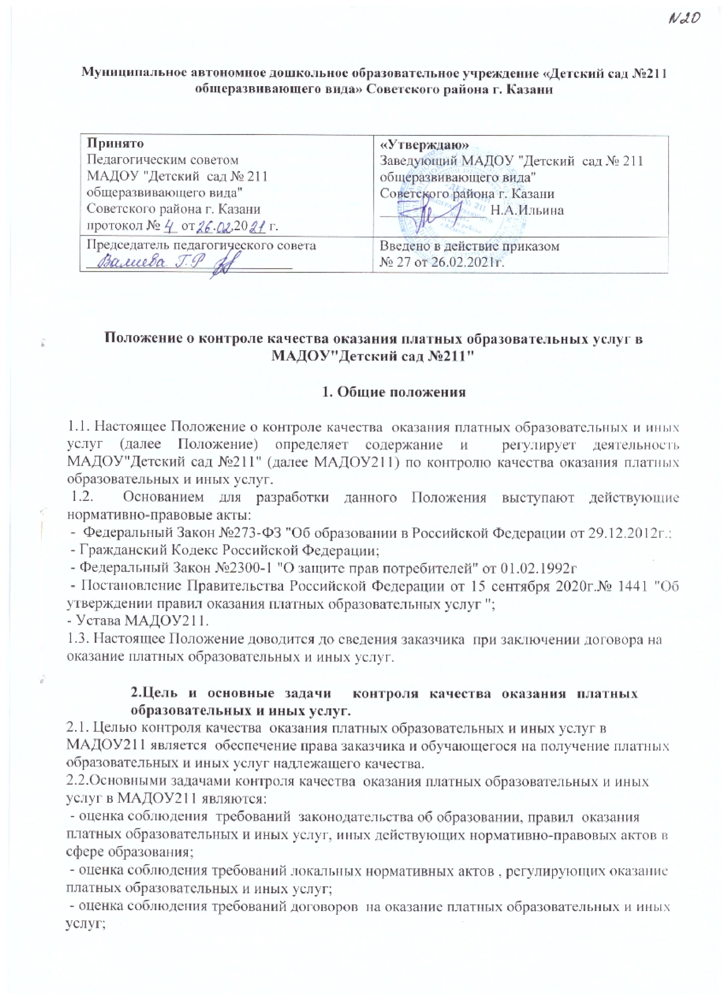 N20
Муниципальное автономное дошкольное образовательное учреждение «Детский сад №211
общеразвивающего вида» Советского района г. Казани
Принято
Педагогическим советом
МАДОУ "Детский сад № 211
общеразвивающего вида"
Советского района г. Казани
протокол № 4 от 26.02.2021 г.
«Утверждаю»
Заведующий МАДОУ "Детский сад № 211
общеразвивающего вида"
Советского района г. Казани
Н.А.Ильина
Председатель педагогического совета
Валиева Г.Р
Введено в действие приказом
№ 27 от 26.02.2021г.
Положение о контроле качества оказания платных образовательных услуг в
МАДОУ"Детский сад №211"
1. Общие положения
1.1. Настоящее Положение о контроле качества оказания платных образовательных и иных
услуг (далее Положение) определяет содержание и регулирует деятельность
МАДОУ"Детский сад №211" (далее МАДОУ211) по контролю качества оказания платных
образовательных и иных услуг.
1.2. Основанием для разработки данного Положения выступают действующие
нормативно-правовые акты:
- Федеральный Закон №273-ФЗ "Об образовании в Российской Федерации от 29.12.2012г.;
- Гражданский Кодекс Российской Федерации;
- Федеральный Закон №2300-1 "О защите прав потребителей" от 01.02.1992г
- Постановление Правительства Российской Федерации от 15 сентября 2020г.№ 1441 "Об
утверждении правил оказания платных образовательных услуг ";
- Устава МАДОУ211.
1.3. Настоящее Положение доводится до сведения заказчика при заключении договора на
оказание платных образовательных и иных услуг.
2.Цель и основные задачи контроля качества оказания платных
образовательных и иных услуг.
2.1. Целью контроля качества оказания платных образовательных и иных услуг в
МАДОУ211 является обеспечение права заказчика и обучающегося на получение платных
образовательных и иных услуг надлежащего качества.
2.2.Основными задачами контроля качества оказания платных образовательных и иных
услуг в МАДОУ211 являются:
- оценка соблюдения требований законодательства об образовании, правил оказания
платных образовательных и иных услуг, иных действующих нормативно-правовых актов в
сфере образования;
- оценка соблюдения требований локальных нормативных актов , регулирующих оказание
платных образовательных и иных услуг;
- оценка соблюдения требований договоров на оказание платных образовательных и иных
услуг;